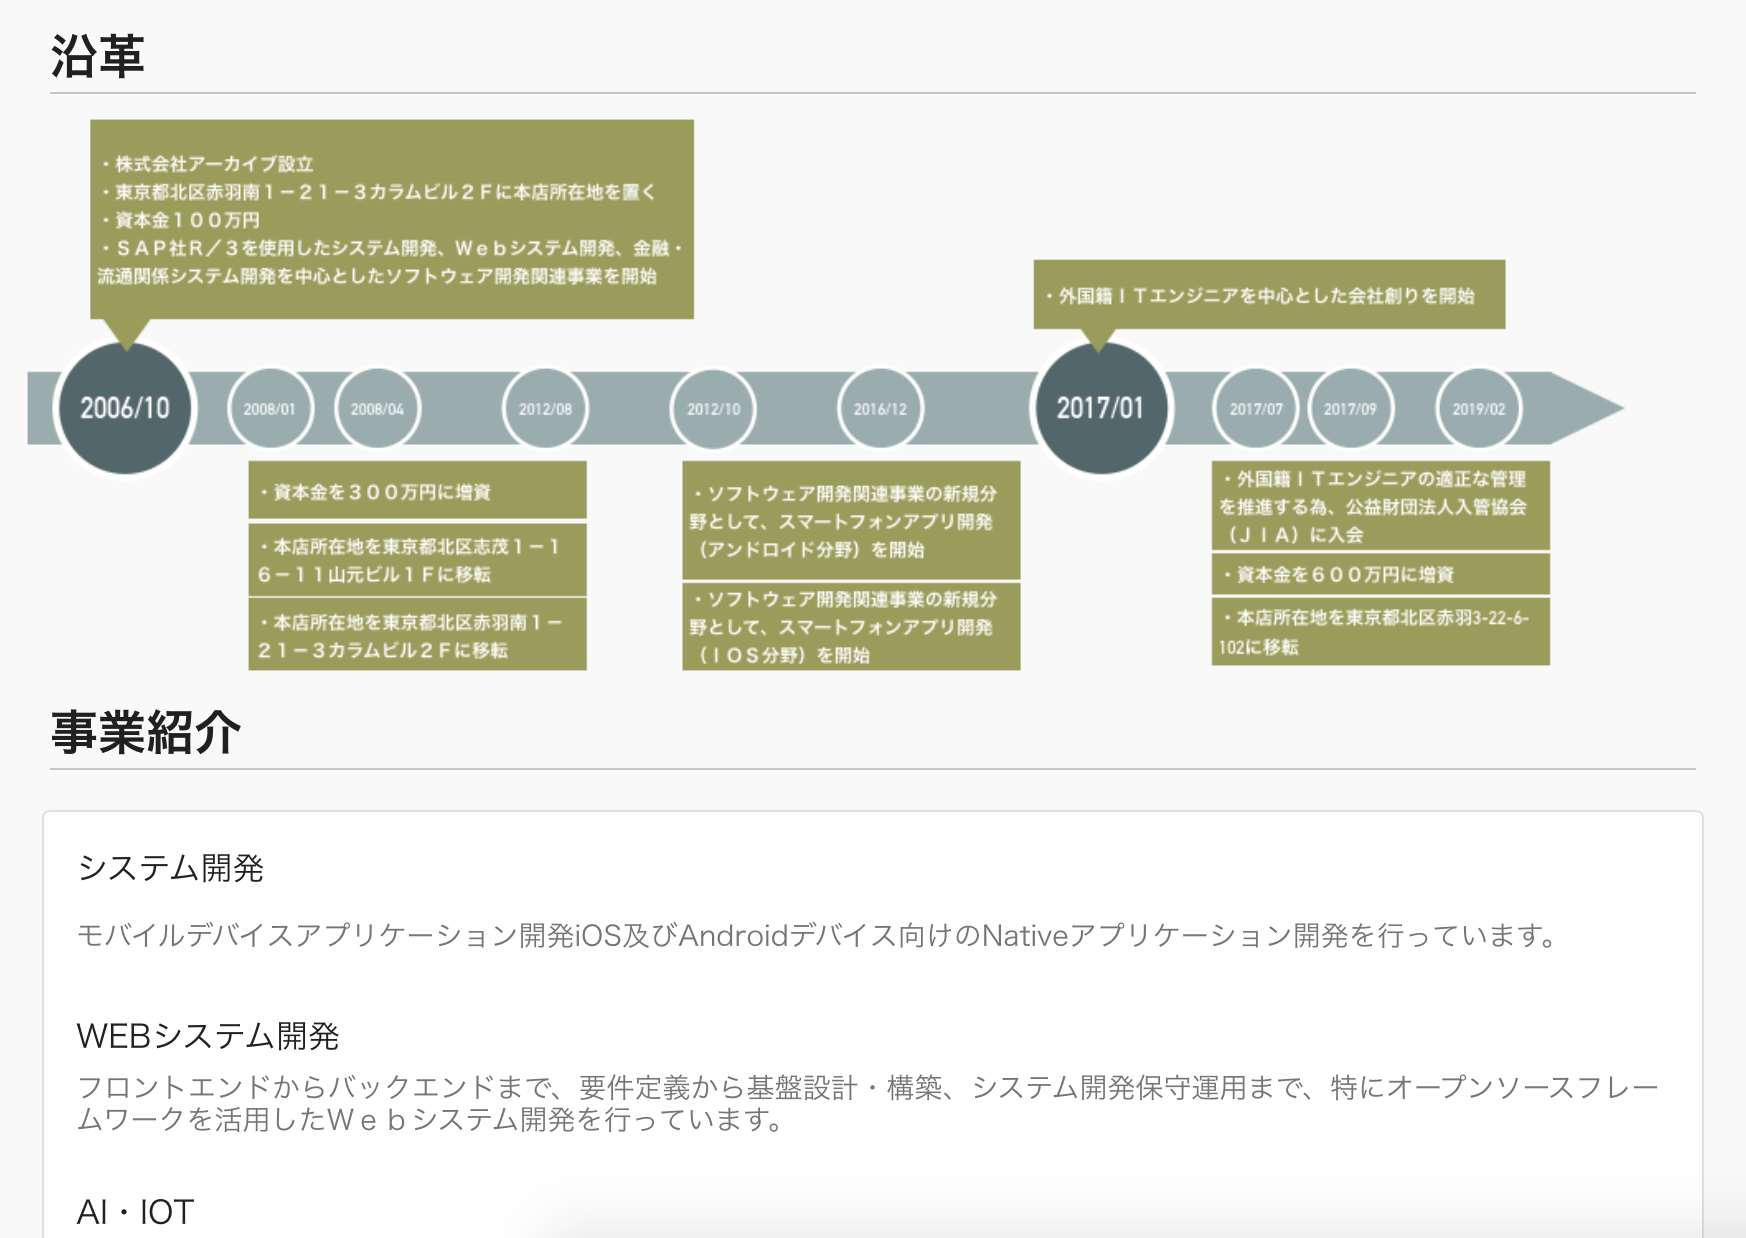 沿革
・株式会社アーカイブ設立
・東京都北区赤羽南１－２１－３カラムビル２Ｆに本店所在地を置く
・資本金１００万円
・ＳＡＰ社Ｒ／３を使用したシステム開発、Ｗｅｂシステム開発、金融・
流通関係システム開発を中心としたソフトウェア開発関連事業を開始
・外国籍ＩＴエンジニアを中心とした会社創りを開始
2006/10
2008/01
2008/04
2012/08
2012/10
2016/12
2017/01
2017/07
2017/09
2019/02
・資本金を３００万円に増資
・本店所在地を東京都北区志茂１－１
６－１１山元ビル１Ｆに移転
・本店所在地を東京都北区赤羽南１－
２１－３カラムビル２Ｆに移転
・ソフトウェア開発関連事業の新規分
野として、スマートフォンアプリ開発
（アンドロイド分野）を開始
・ソフトウェア開発関連事業の新規分
野として、スマートフォンアプリ開発
（ＩＯＳ分野）を開始
・外国籍ＩＴエンジニアの適正な管理
を推進する為、公益財団法人入管協会
（ＪＩＡ）に入会
・資本金を６００万円に増資
・本店所在地を東京都北区赤羽3-22-6-
102に移転
事業紹介
システム開発
モバイルデバイスアプリケーション開発iOS及びAndroidデバイス向けのNativeアプリケーション開発を行っています。
WEBシステム開発
フロントエンドからバックエンドまで、要件定義から基盤設計・構築、システム開発保守運用まで、特にオープンソースフレー
ムワークを活用したＷｅｂシステム開発を行っています。
AI・IOT